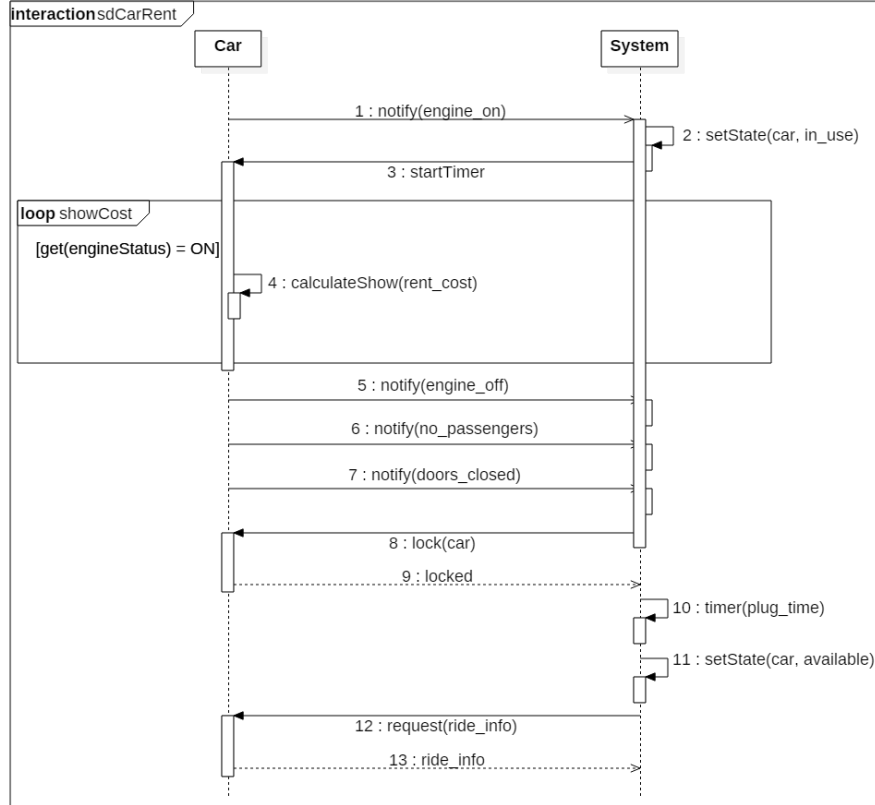 interaction sdCarRent
Car
System
1 : notify(engine_on)
2 : setState(car, in_use)
3 : startTimer
loop showCost
[get(engineStatus) = ON]
4 : calculateShow(rent_cost)
5 : notify(engine_off)
6 : notify(no_passengers)
7 : notify(doors_closed)
8 : lock(car)
9 : locked
10 : timer(plug_time)
11 : setState(car, available)
12 : request(ride_info)
13 : ride_info